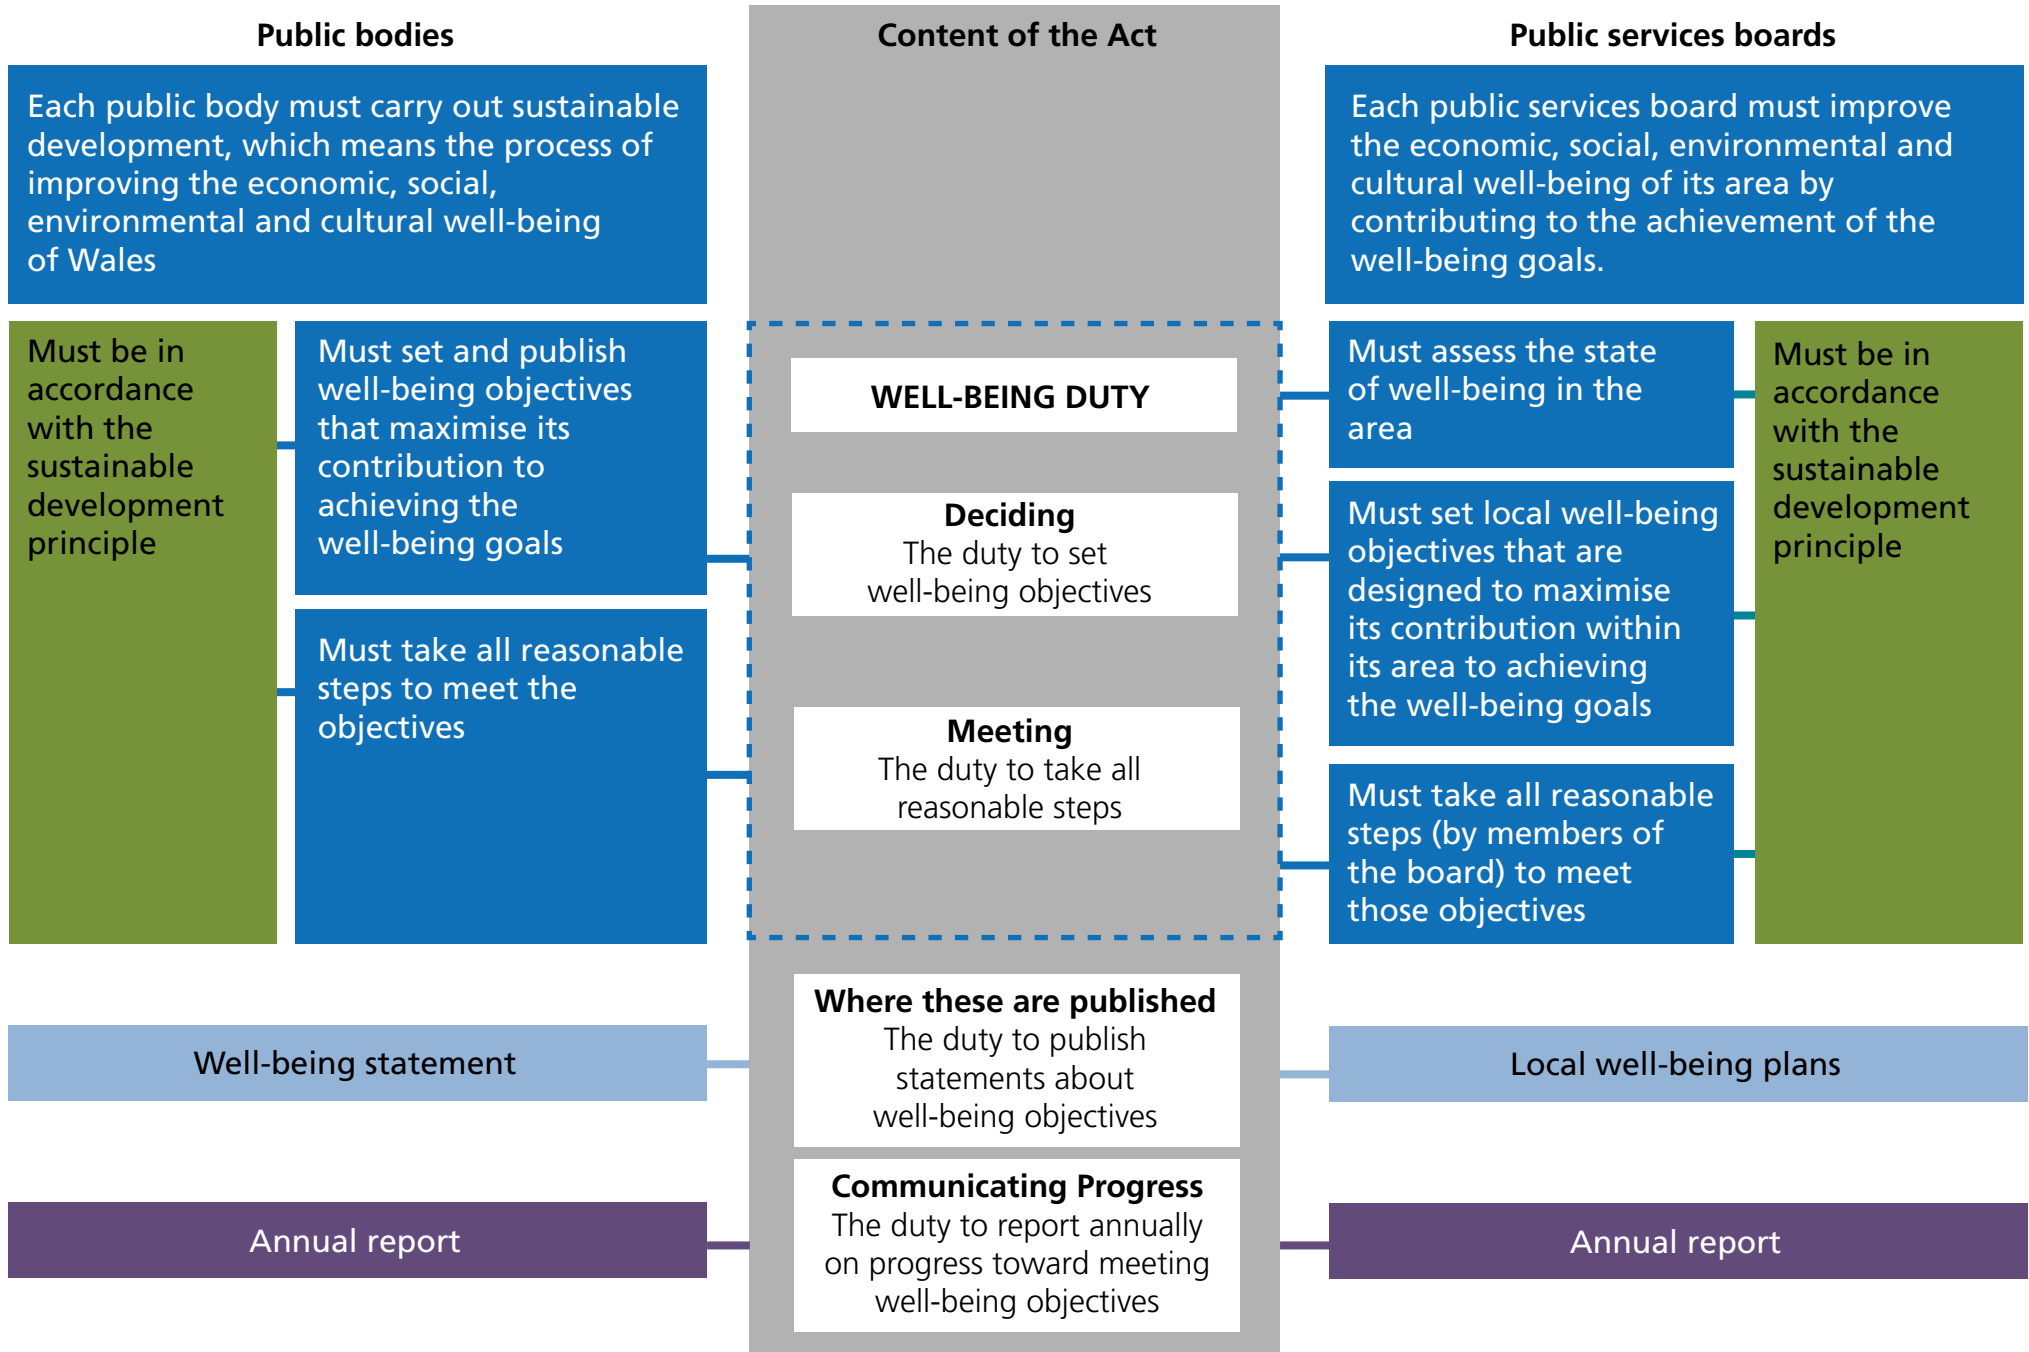 Public bodies
Each public body must carry out sustainable
development, which means the process of
improving the economic, social,
environmental and cultural well-being
of Wales
Must be in
accordance
with the
sustainable
development
principle
Must set and publish
well-being objectives
that maximise its
contribution to
achieving the
well-being goals
Must take all reasonable
steps to meet the
objectives
Well-being statement
Annual report
Content of the Act
WELL-BEING DUTY
Deciding
The duty to set
well-being objectives
Meeting
The duty to take all
reasonable steps
Where these are published
The duty to publish
statements about
well-being objectives
Communicating Progress
The duty to report annually
on progress toward meeting
well-being objectives
Public services boards
Each public services board must improve
the economic, social, environmental and
cultural well-being of its area by
contributing to the achievement of the
well-being goals.
Must assess the state
of well-being in the
area
Must set local well-being
objectives that are
designed to maximise
its contribution within
its area to achieving
the well-being goals
Must take all reasonable
steps (by members of
the board) to meet
those objectives
Must be in
accordance
with the
sustainable
development
principle
Local well-being plans
Annual report